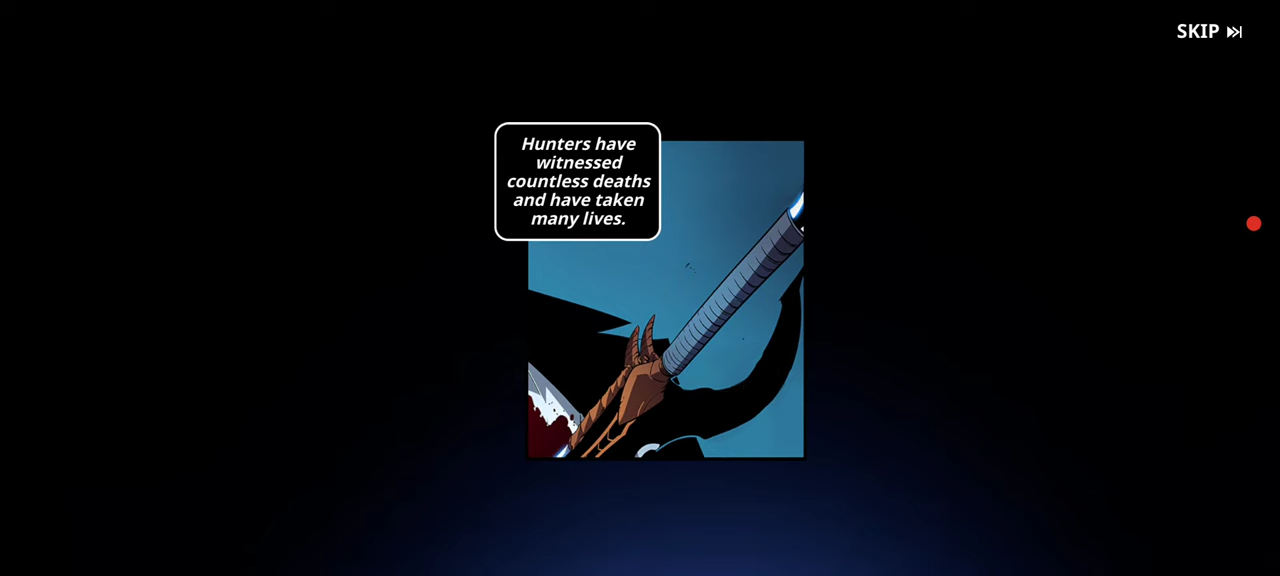 SKIP
Hunters have
witnessed
countless deaths
and have taken
many lives.